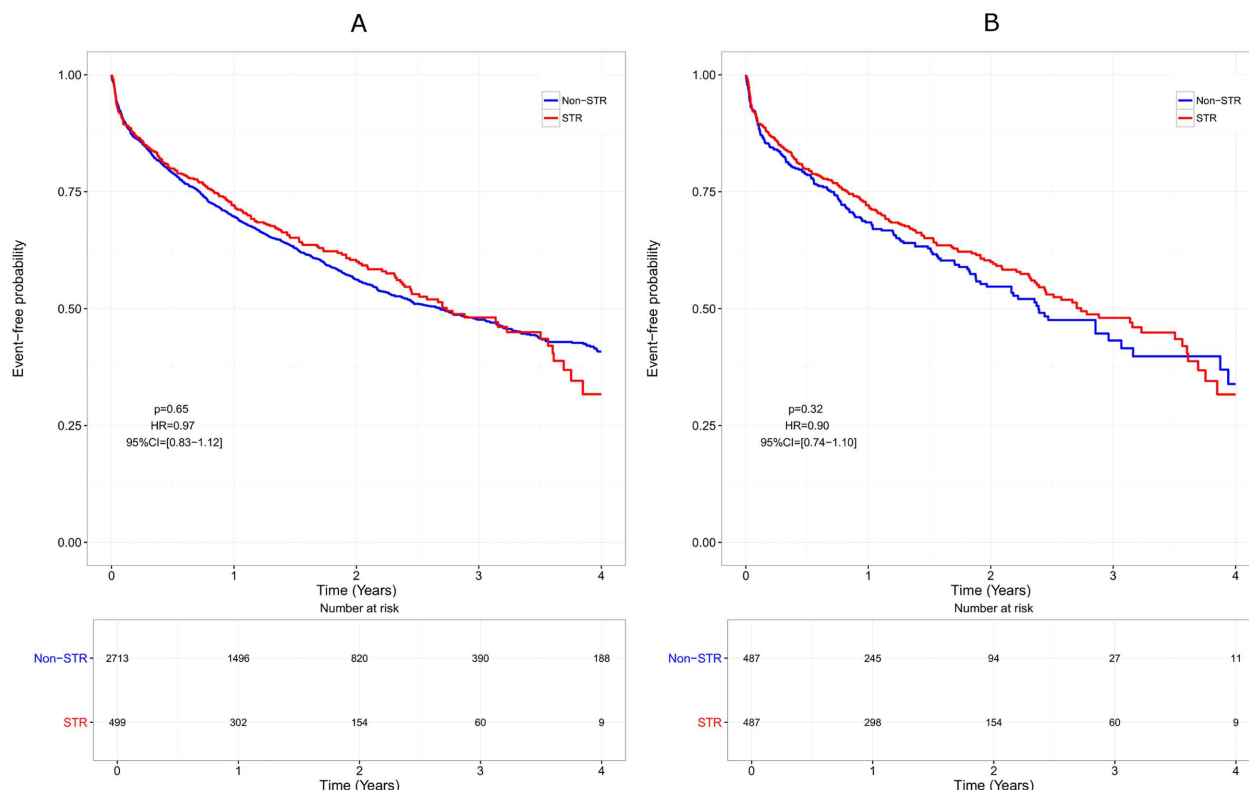 A
1.00
0.75
0.50
0.25
0.00
Event-free probability
Non-STR
STR
p=0.65
HR=0.97
95%CI=[0.83-1.12]
0 1 2 3 4
Time (Years)
Number at risk
Non-STR 2713 1496 820 390 188
STR 499 302 154 60 9
0 1 2 3 4
Time (Years)
B
1.00
0.75
0.50
0.25
0.00
Event-free probability
Non-STR
STR
p=0.32
HR=0.90
95%CI=[0.74-1.10]
0 1 2 3 4
Time (Years)
Number at risk
Non-STR 487 245 94 27 11
STR 487 298 154 60 9
0 1 2 3 4
Time (Years)